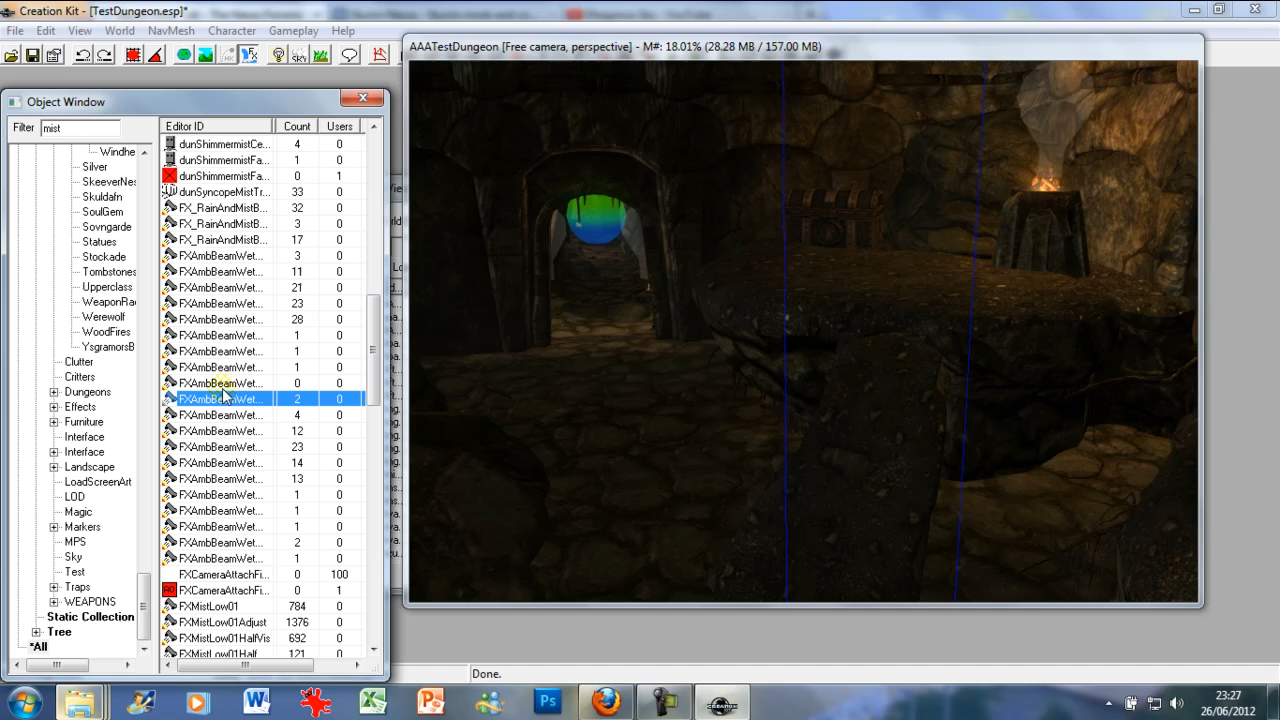 Creation Kit - [TestDungeon.esp]*
File Edit View World NavMesh Character Gameplay Help
AAATestDungeon [Free camera, perspective] - M#: 18.01% (28.28 MB / 157.00 MB)
Object Window
Filter mist
Editor ID Count Users
Windhe
Silver
SkeeverNes
Skuldafn
SoulGem
Sovngarde
Statues
Stockade
Tombstones
Upperclass
WeaponRac
Werewolf
WoodFires
YsgramorsB
Clutter
Critters
Dungeons
Effects
Furniture
Interface
Interface
Landscape
LoadScreenArt
LOD
Magic
Markers
MPS
Sky
Test
Traps
WEAPONS
Static Collection
Tree
*All
dunShimmermistCe... 4 0
dunShimmermistFa... 1 0
dunShimmermistFa... 0 1
dunSyncopeMistTr... 33 0
FX_RainAndMistB... 32 0
FX_RainAndMistB... 3 0
FX_RainAndMistB... 17 0
FXAmbBeamWet... 3 0
FXAmbBeamWet... 11 0
FXAmbBeamWet... 21 0
FXAmbBeamWet... 23 0
FXAmbBeamWet... 28 0
FXAmbBeamWet... 1 0
FXAmbBeamWet... 1 0
FXAmbBeamWet... 1 0
FXAmbBeamWet... 0 0
FXAmbBeamWet... 2 0
FXAmbBeamWet... 4 0
FXAmbBeamWet... 12 0
FXAmbBeamWet... 23 0
FXAmbBeamWet... 14 0
FXAmbBeamWet... 13 0
FXAmbBeamWet... 1 0
FXAmbBeamWet... 1 0
FXAmbBeamWet... 1 0
FXAmbBeamWet... 2 0
FXAmbBeamWet... 1 0
FXCameraAttachFi... 0 100
FXCameraAttachFi... 0 1
FXMistLow01 784 0
FXMistLow01Adjust 1376 0
FXMistLow01HalfVis 692 0
FXMistLow01Half 121 0
Done.
23:27
26/06/2012